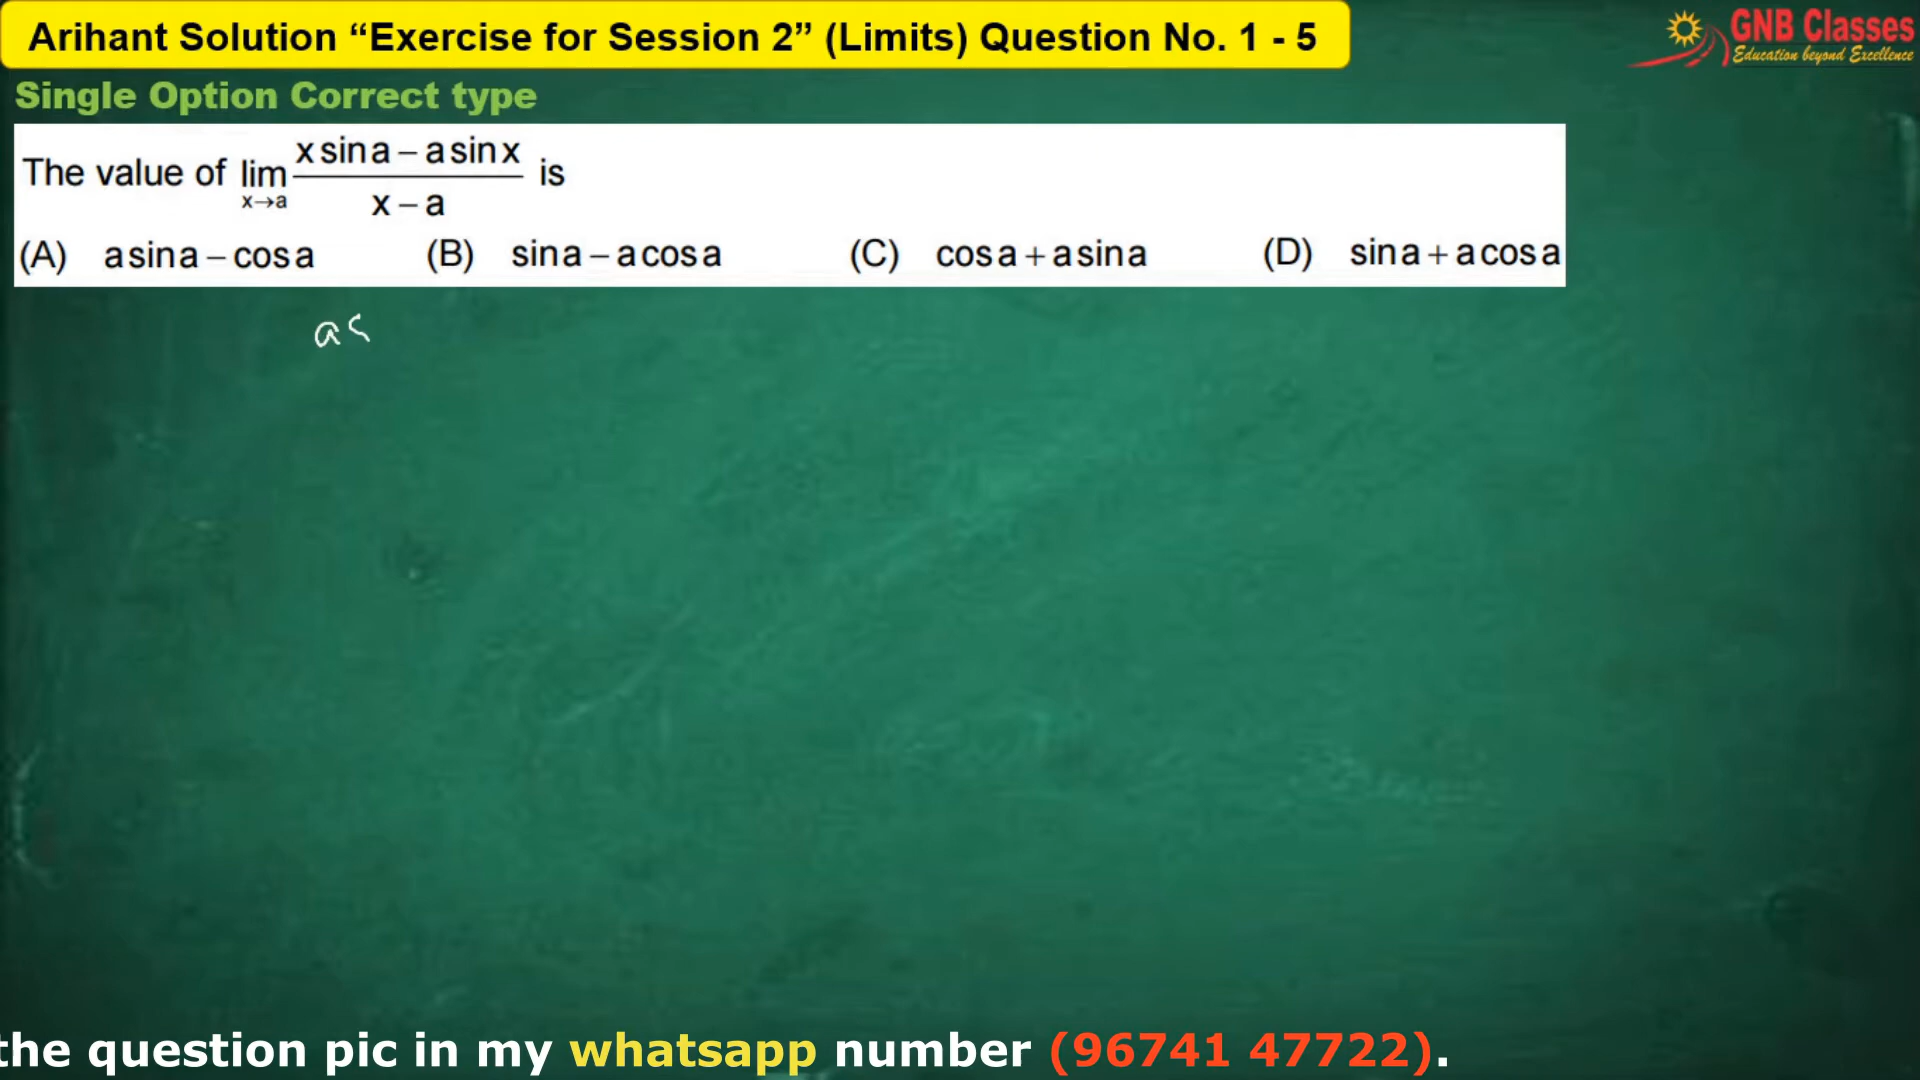 Arihant Solution “Exercise for Session 2” (Limits) Question No. 1 - 5
GNB Classes
Education beyond Excellence
Single Option Correct type
The value of lim x→a (x sin a − a sin x)/(x − a) is
(A) a sin a − cos a (B) sin a − a cos a (C) cos a + a sin a (D) sin a + a cos a
as
the question pic in my whatsapp number (96741 47722).